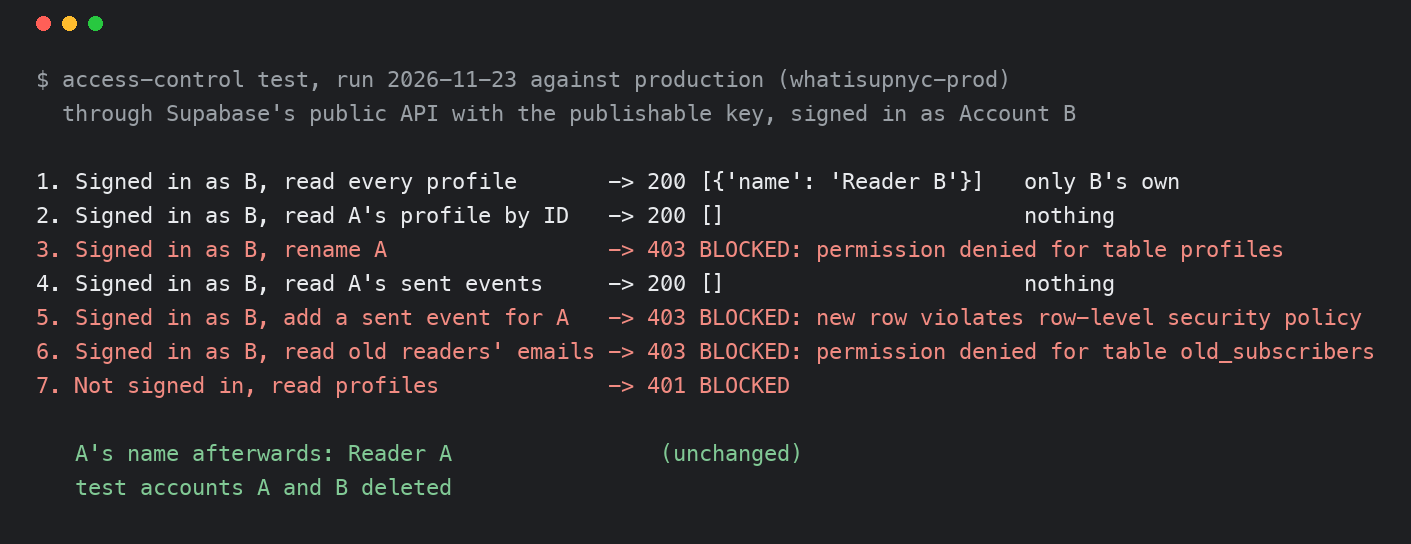 $ access-control test, run 2026-11-23 against production (whatisupnyc-prod)
through Supabase's public API with the publishable key, signed in as Account B
1. Signed in as B, read every profile -> 200 [{'name': 'Reader B'}] only B's own
2. Signed in as B, read A's profile by ID -> 200 [] nothing
3. Signed in as B, rename A -> 403 BLOCKED: permission denied for table profiles
4. Signed in as B, read A's sent events -> 200 [] nothing
5. Signed in as B, add a sent event for A -> 403 BLOCKED: new row violates row-level security policy
6. Signed in as B, read old readers' emails -> 403 BLOCKED: permission denied for table old_subscribers
7. Not signed in, read profiles -> 401 BLOCKED
A's name afterwards: Reader A (unchanged)
test accounts A and B deleted